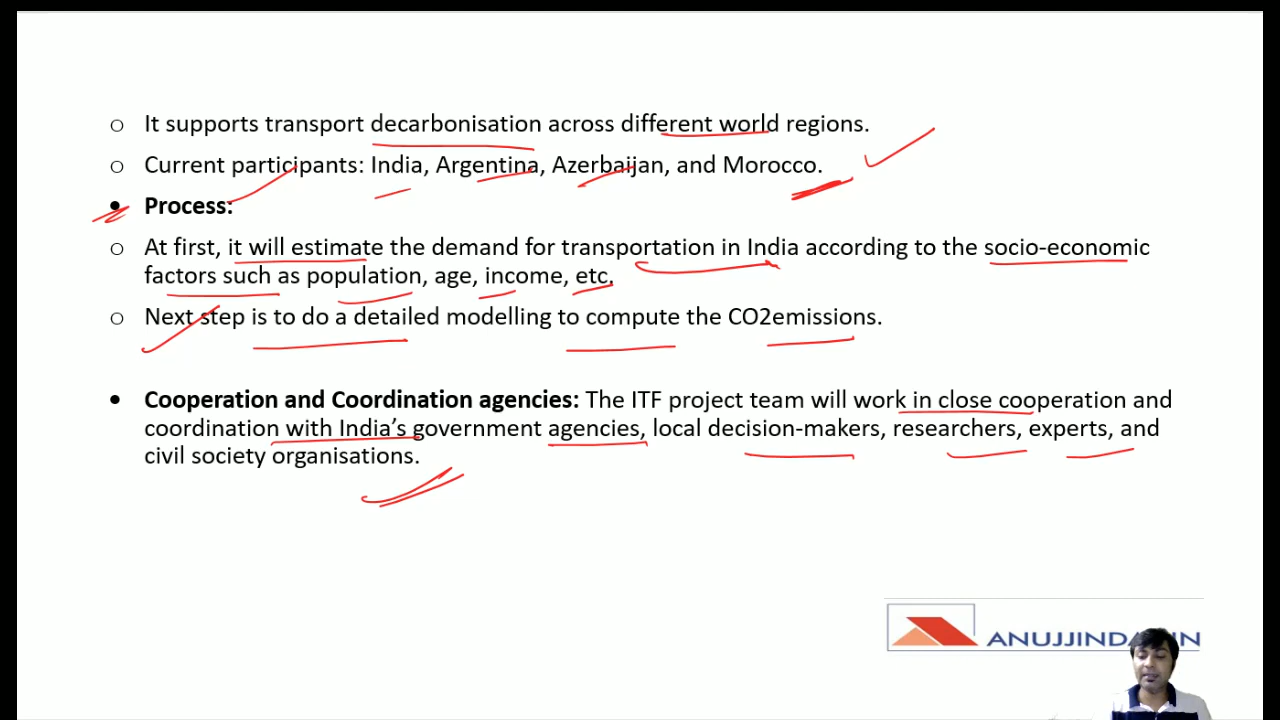 ○ It supports transport decarbonisation across different world regions.
○ Current participants: India, Argentina, Azerbaijan, and Morocco.
• Process:
○ At first, it will estimate the demand for transportation in India according to the socio-economic
factors such as population, age, income, etc.
○ Next step is to do a detailed modelling to compute the CO2emissions.
• Cooperation and Coordination agencies: The ITF project team will work in close cooperation and
coordination with India’s government agencies, local decision-makers, researchers, experts, and
civil society organisations.